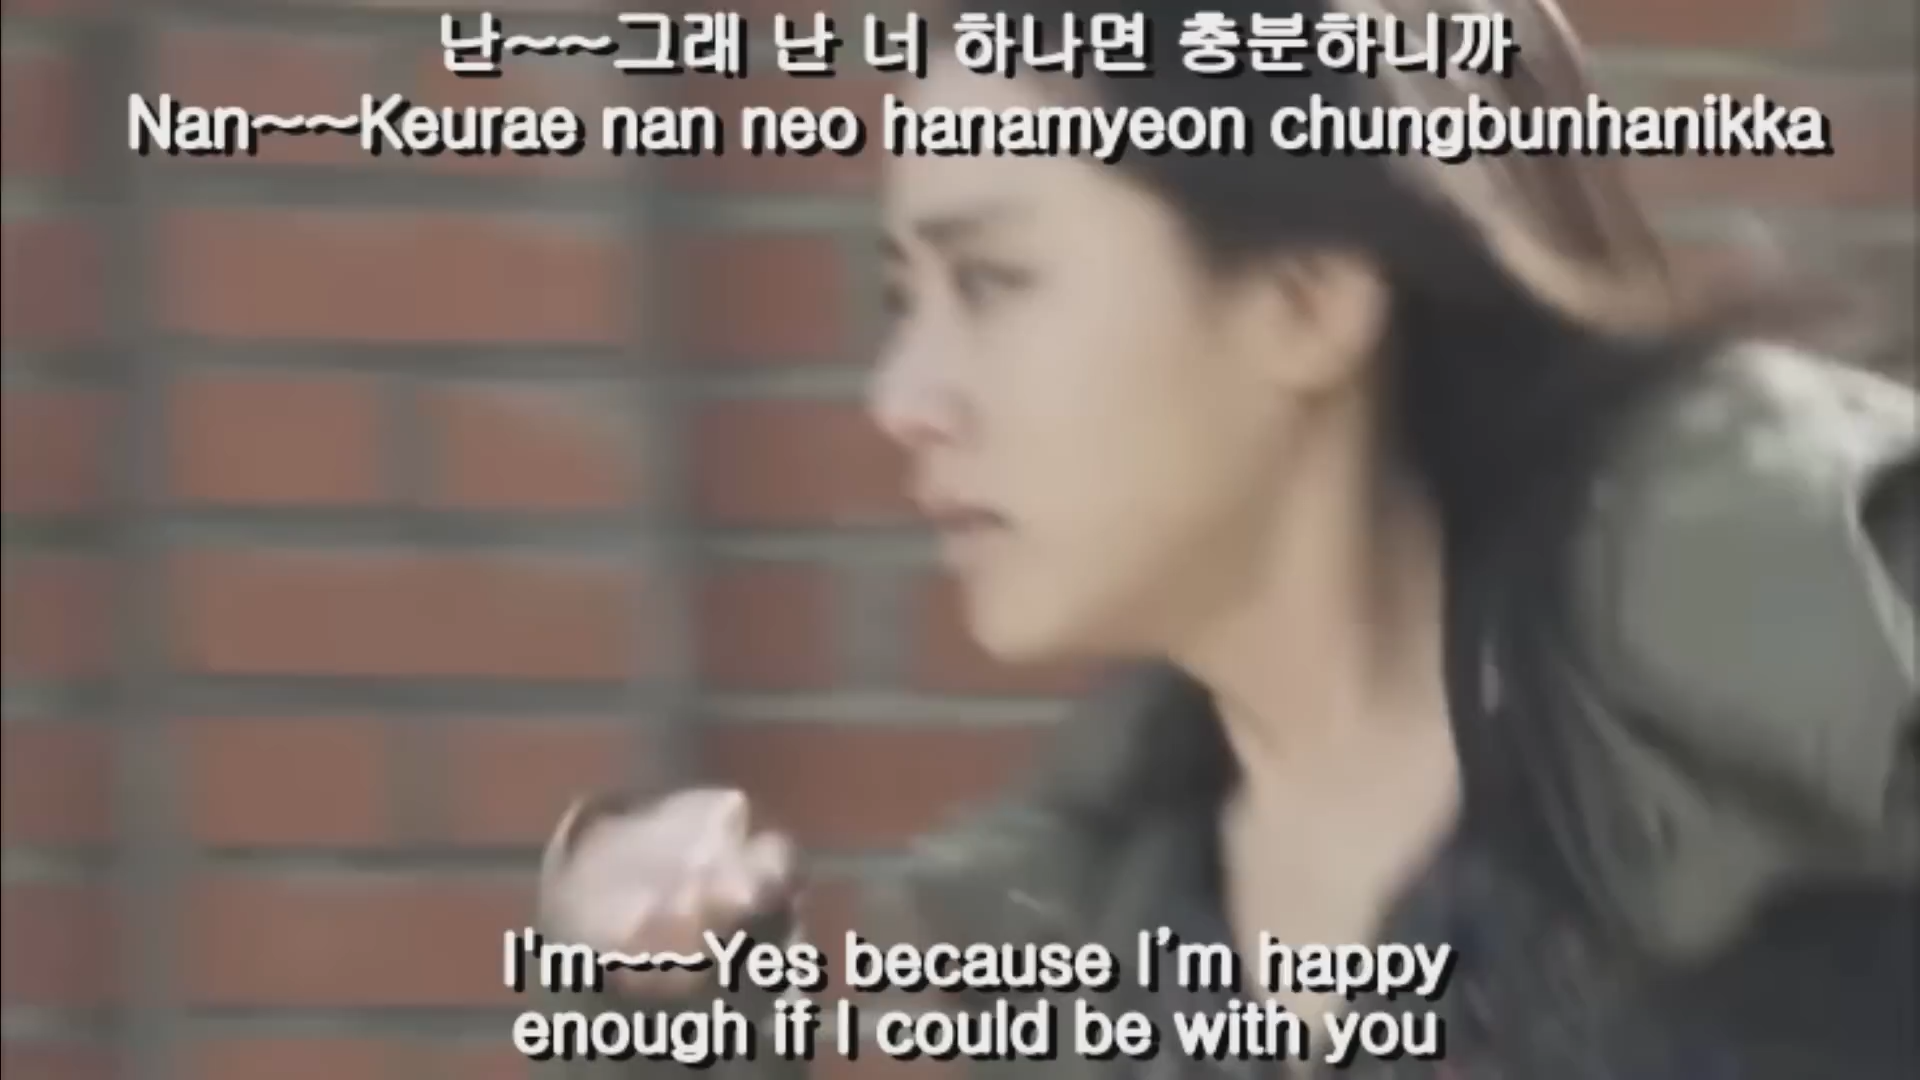 난~~그래 난 너 하나면 충분하니까
Nan~~Keurae nan neo hanamyeon chungbunhanikka
I'm~~Yes because I’m happy
enough if I could be with you